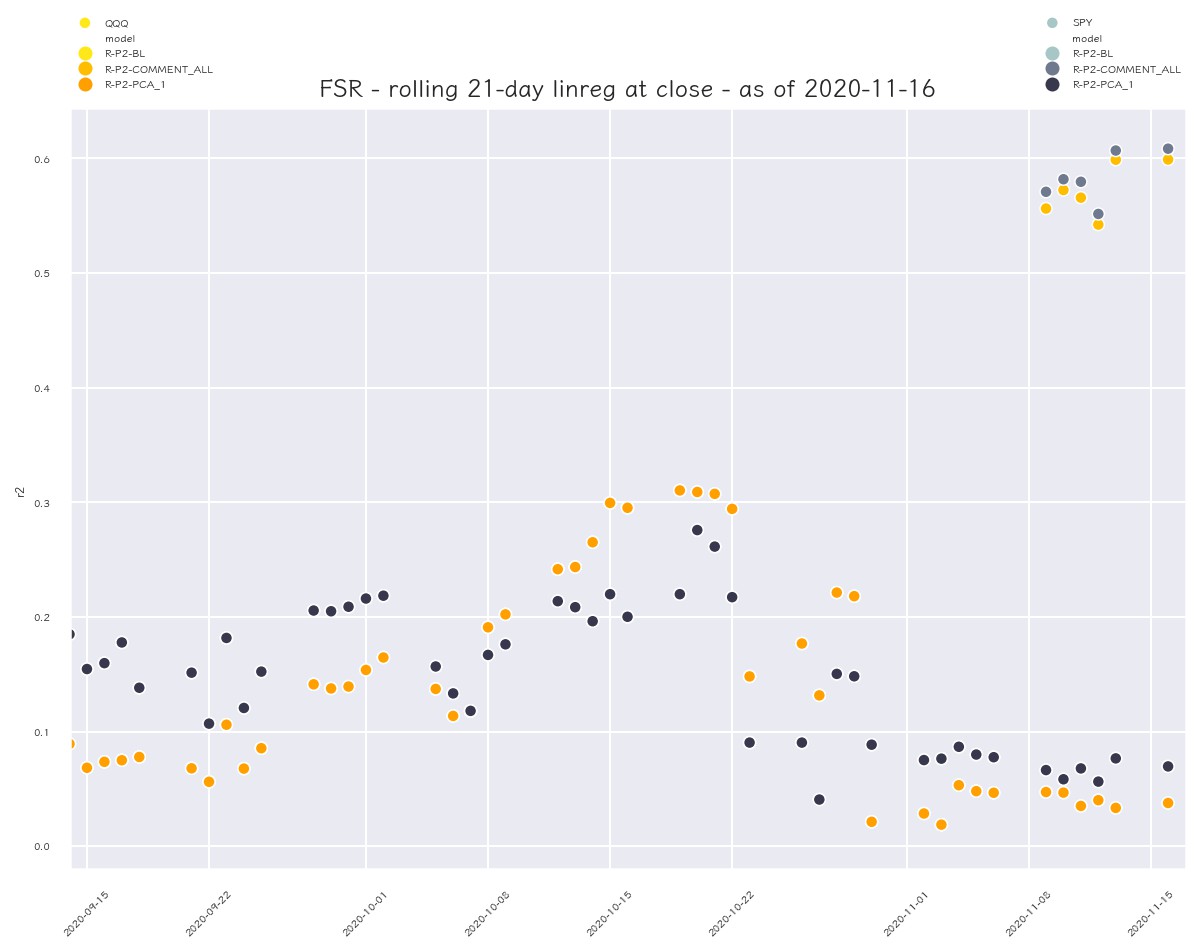 QQQ
model
R-P2-BL
R-P2-COMMENT_ALL
R-P2-PCA_1
SPY
model
R-P2-BL
R-P2-COMMENT_ALL
R-P2-PCA_1
FSR - rolling 21-day linreg at close - as of 2020-11-16
r2
0.6
0.5
0.4
0.3
0.2
0.1
0.0
2020-09-15
2020-09-22
2020-10-01
2020-10-08
2020-10-15
2020-10-22
2020-11-01
2020-11-08
2020-11-15